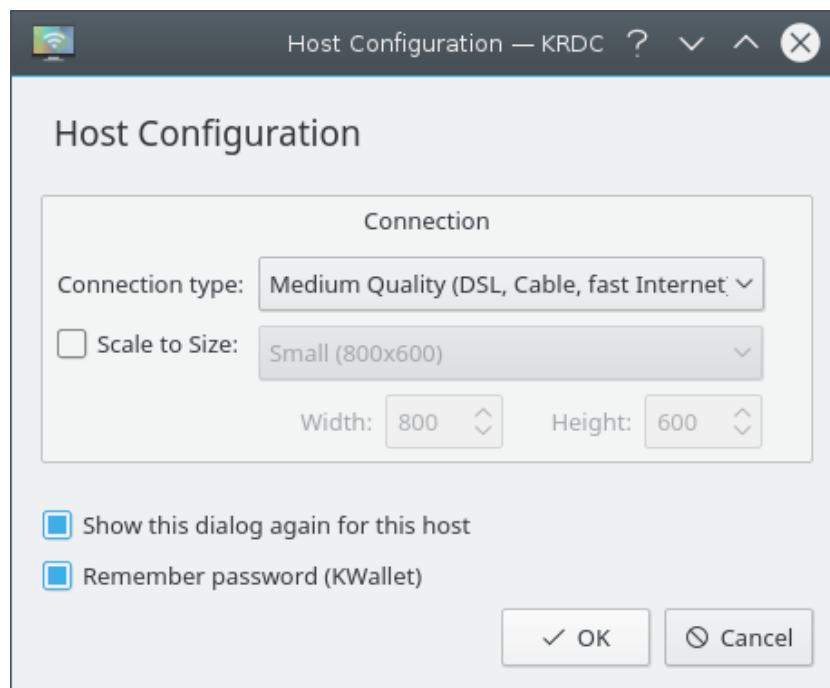 Host Configuration — KRDC ?
Host Configuration
Connection
Connection type: Medium Quality (DSL, Cable, fast Internet
Scale to Size: Small (800x600)
Width: 800 Height: 600
Show this dialog again for this host
Remember password (KWallet)
OK Cancel